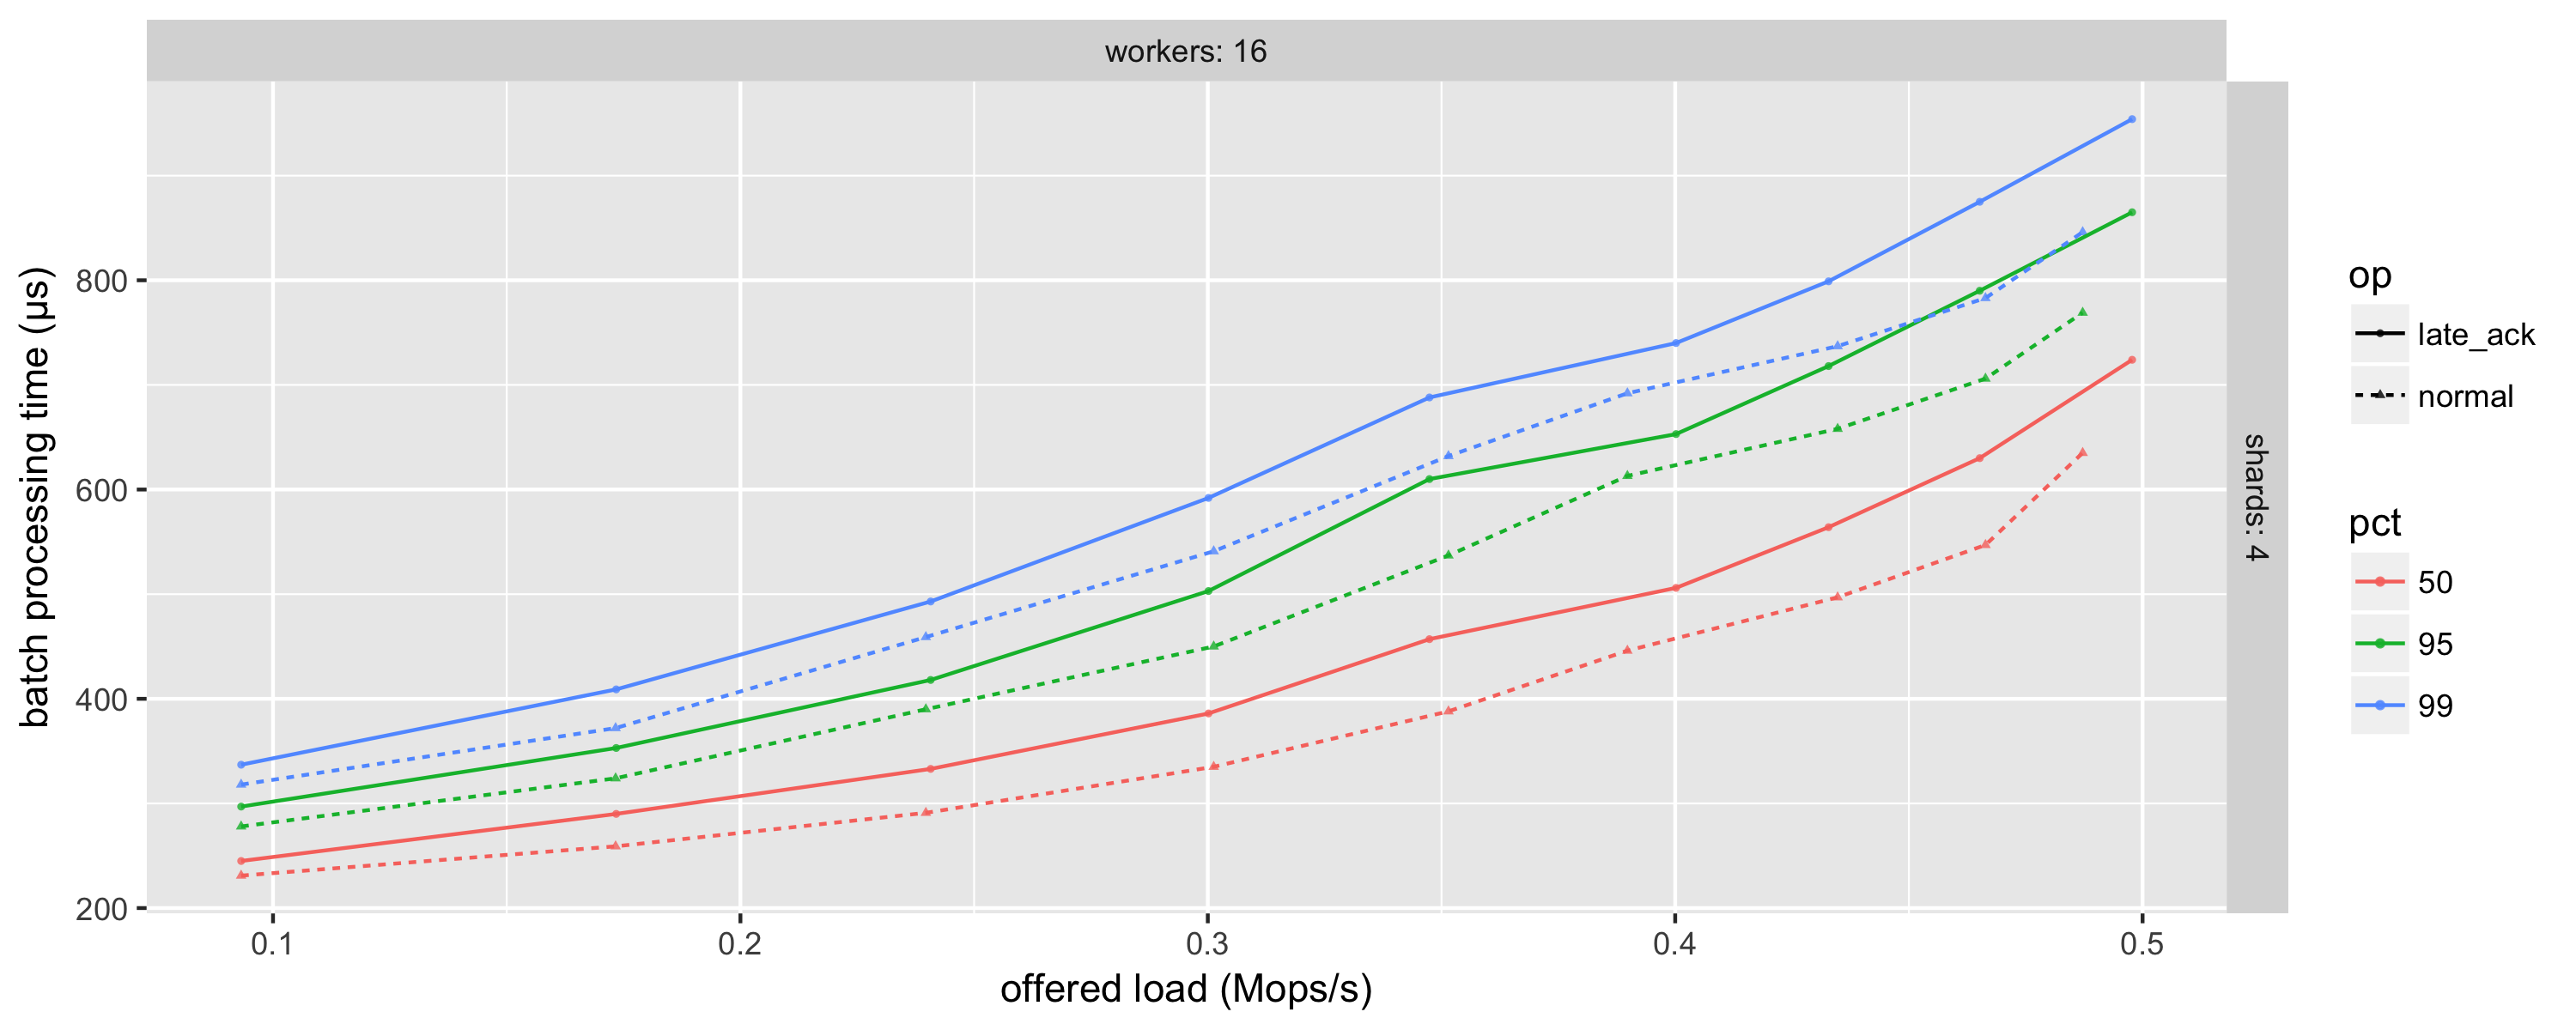 workers: 16
batch processing time (µs)
800
600
400
200
0.1
0.2
0.3
0.4
0.5
offered load (Mops/s)
shards: 4
op
late_ack
normal
pct
50
95
99